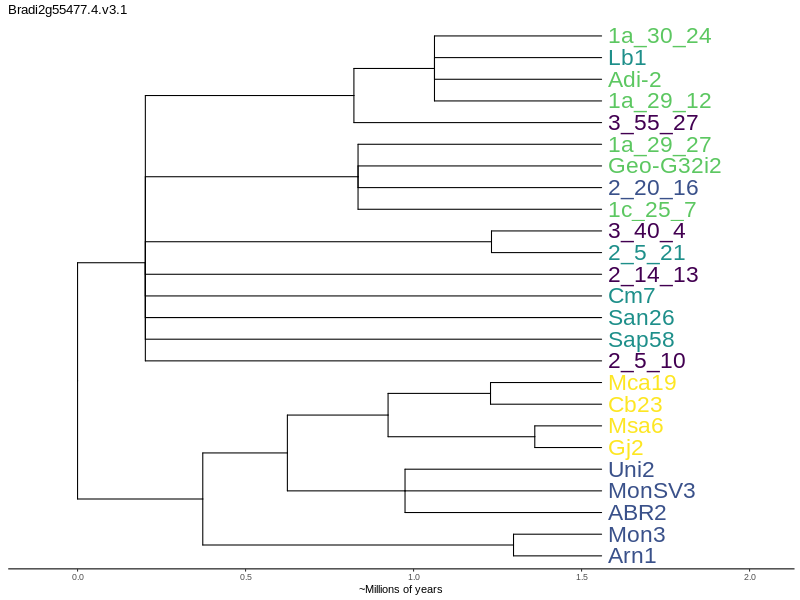 Bradi2g55477.4.v3.1
1a_30_24
Lb1
Adi-2
1a_29_12
3_55_27
1a_29_27
Geo-G32i2
2_20_16
1c_25_7
3_40_4
2_5_21
2_14_13
Cm7
San26
Sap58
2_5_10
Mca19
Cb23
Msa6
Gj2
Uni2
MonSV3
ABR2
Mon3
Arn1
0.0 0.5 1.0 1.5 2.0
~Millions of years